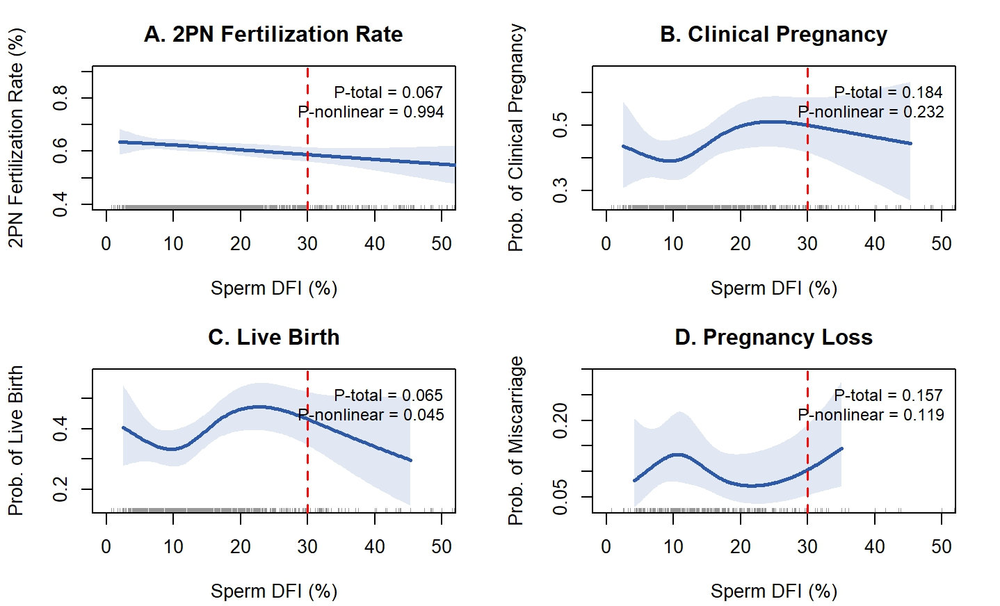 A. 2PN Fertilization Rate
2PN Fertilization Rate (%)
P-total = 0.067
P-nonlinear = 0.994
0.8
0.6
0.4
0 10 20 30 40 50
Sperm DFI (%)
B. Clinical Pregnancy
Prob. of Clinical Pregnancy
P-total = 0.184
P-nonlinear = 0.232
0.5
0.3
0 10 20 30 40 50
Sperm DFI (%)
C. Live Birth
Prob. of Live Birth
P-total = 0.065
P-nonlinear = 0.045
0.4
0.2
0 10 20 30 40 50
Sperm DFI (%)
D. Pregnancy Loss
Prob. of Miscarriage
P-total = 0.157
P-nonlinear = 0.119
0.20
0.05
0 10 20 30 40 50
Sperm DFI (%)